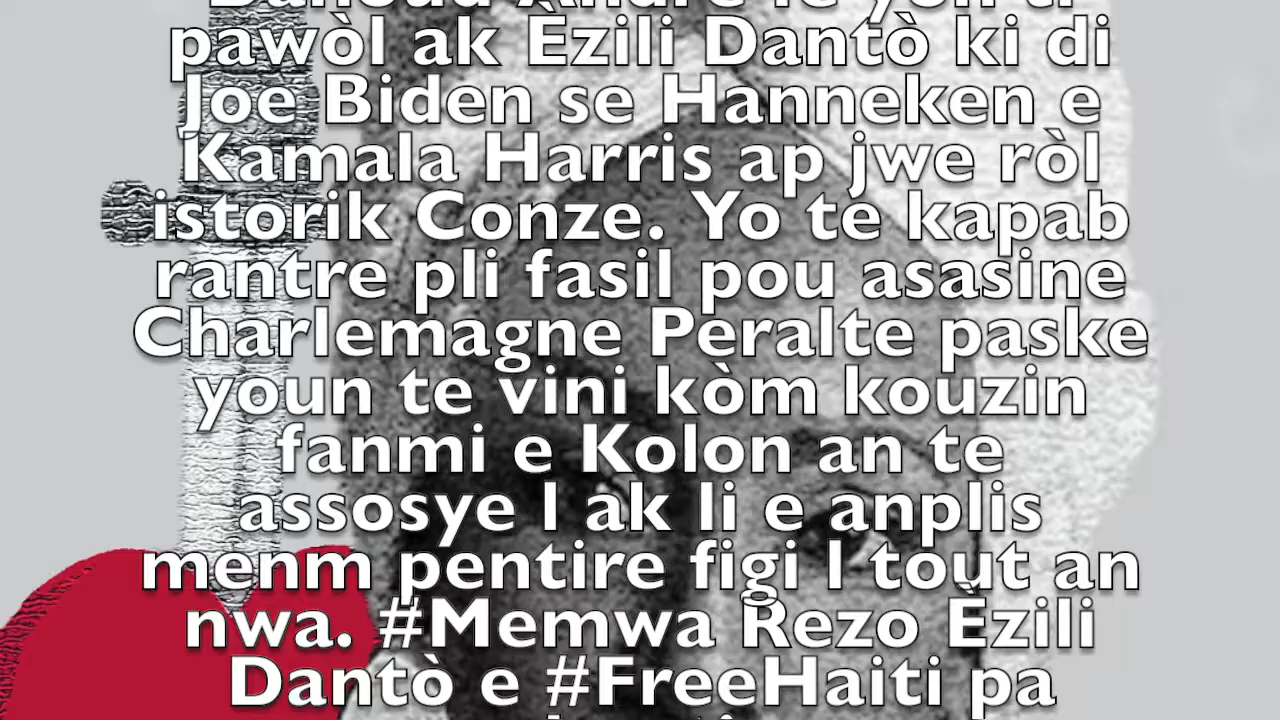 pawòl ak Èzili Dantò ki di
Joe Biden se Hanneken e
Kamala Harris ap jwe ròl
istorik Conze. Yo te kapab
rantre pli fasil pou asasine
Charlemagne Peralte paske
youn te vini kòm kouzin
fanmi e Kolon an te
assosye l ak li e anplis
menm pentire figi l tout an
nwa. #Memwa Rezo Èzili
Dantò e #FreeHaiti pa